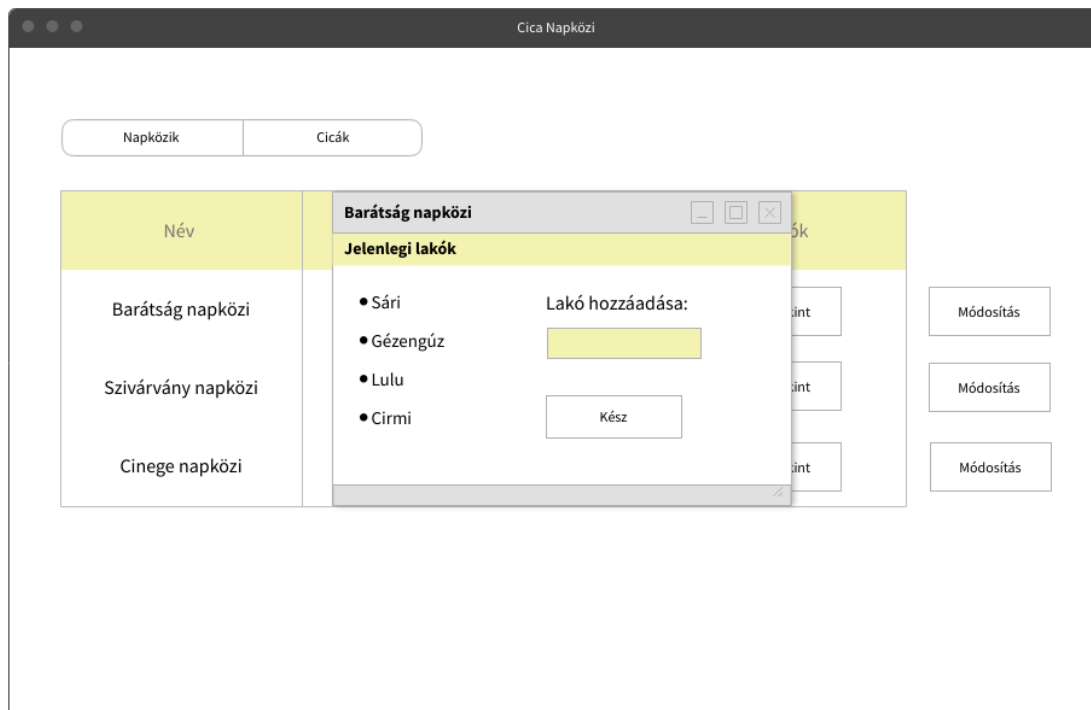 Cica Napközi
Napközik Cicák
Név
Barátság napközi
Jelenlegi lakók
Barátság napközi
Szivárvány napközi
Cinege napközi
Sári
Gézengúz
Lulu
Cirmi
Lakó hozzáadása:
Kész
Módosítás
Módosítás
Módosítás